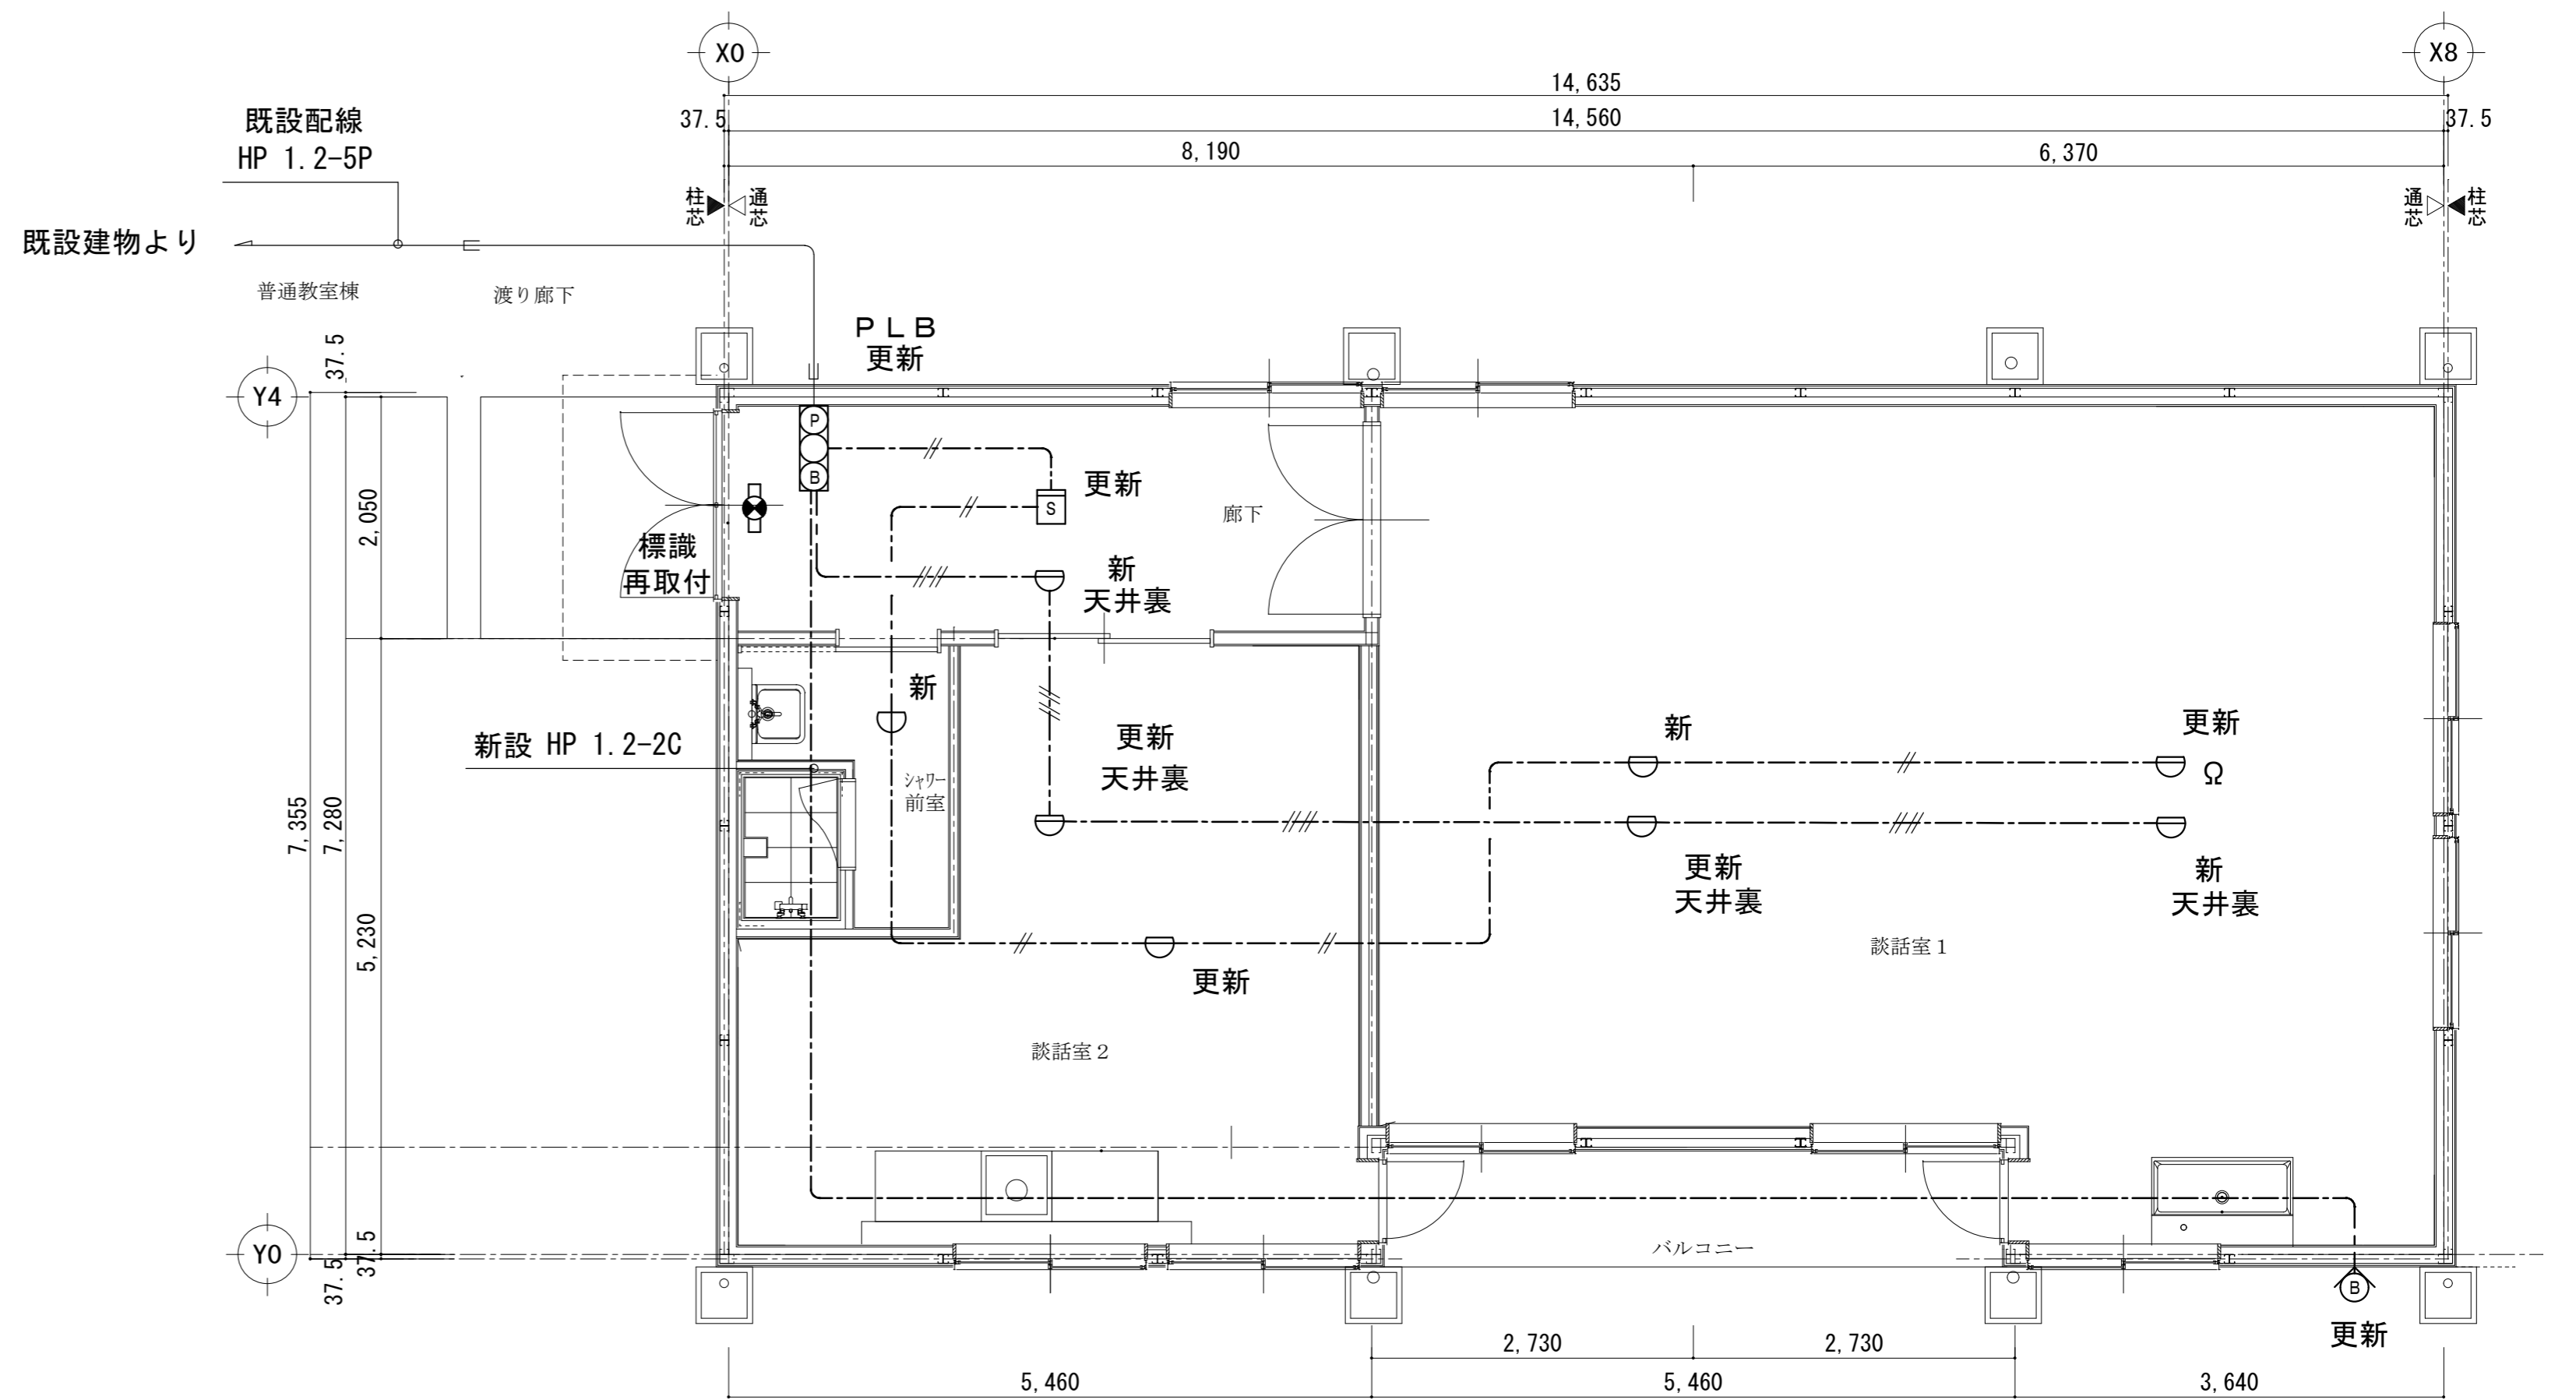 X0
X8
14,635
37.5
14,560
37.5
8,190
6,370
既設配線
HP 1.2-5P
柱芯
通芯
通芯
柱芯
既設建物より
普通教室棟
渡り廊下
PLB
更新
37.5
Y4
P
B
更新
S
廊下
2,050
標識
再取付
新
天井裏
新
更新
天井裏
新設 HP 1.2-2C
新
更新
Ω
シャワー
前室
7,355
7,280
5,230
更新
天井裏
新
天井裏
談話室1
更新
談話室2
バルコニー
Y0
37.5
37.5
B
更新
2,730
2,730
5,460
5,460
3,640